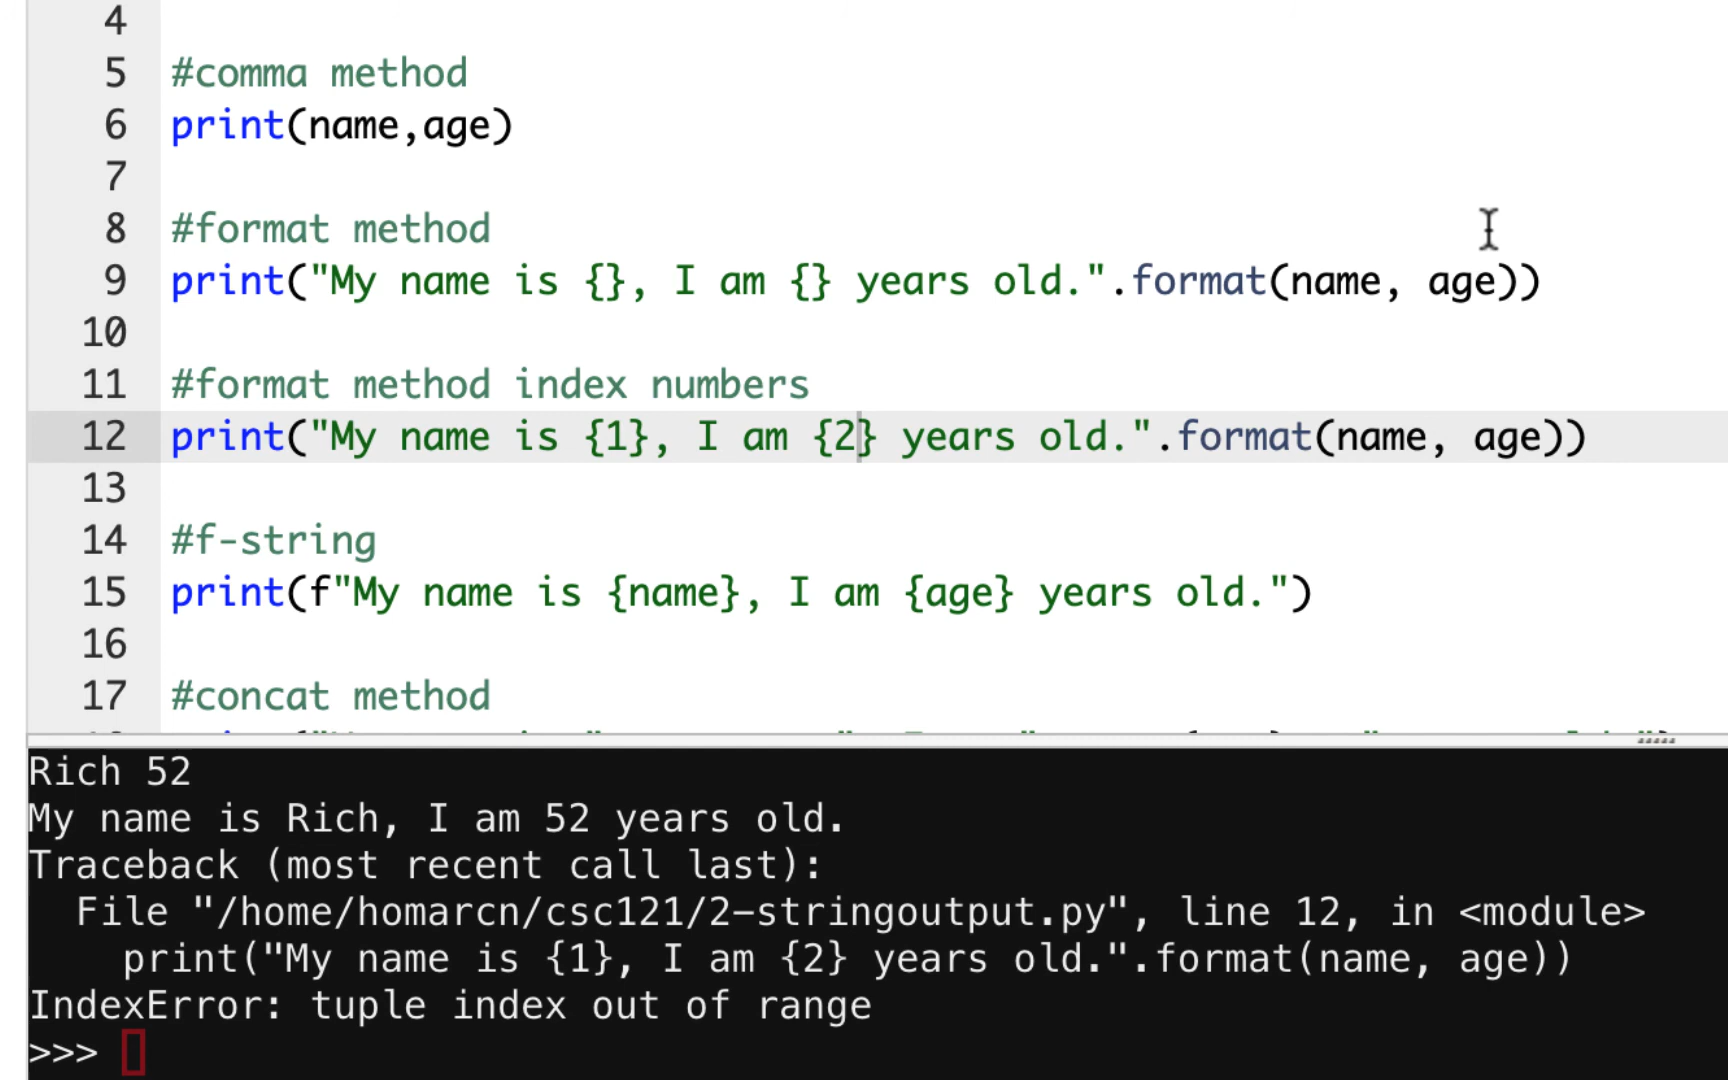 4
5 #comma method
6 print(name,age)
7
8 #format method
9 print("My name is {}, I am {} years old.".format(name, age))
10
11 #format method index numbers
12 print("My name is {1}, I am {2} years old.".format(name, age))
13
14 #f-string
15 print(f"My name is {name}, I am {age} years old.")
16
17 #concat method
Rich 52
My name is Rich, I am 52 years old.
Traceback (most recent call last):
  File "/home/homarcn/csc121/2-stringoutput.py", line 12, in <module>
    print("My name is {1}, I am {2} years old.".format(name, age))
IndexError: tuple index out of range
>>>